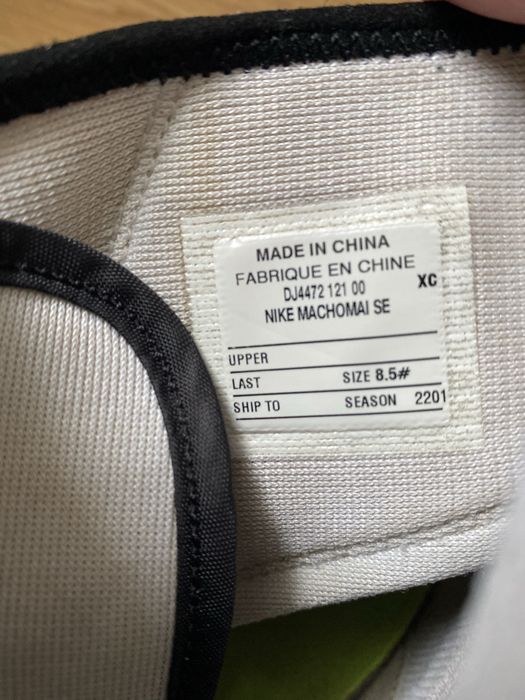 MADE IN CHINA
FABRIQUE EN CHINE
DJ4472 121 00 XC
NIKE MACHOMAI SE
UPPER
LAST SIZE 8.5#
SHIP TO SEASON 2201